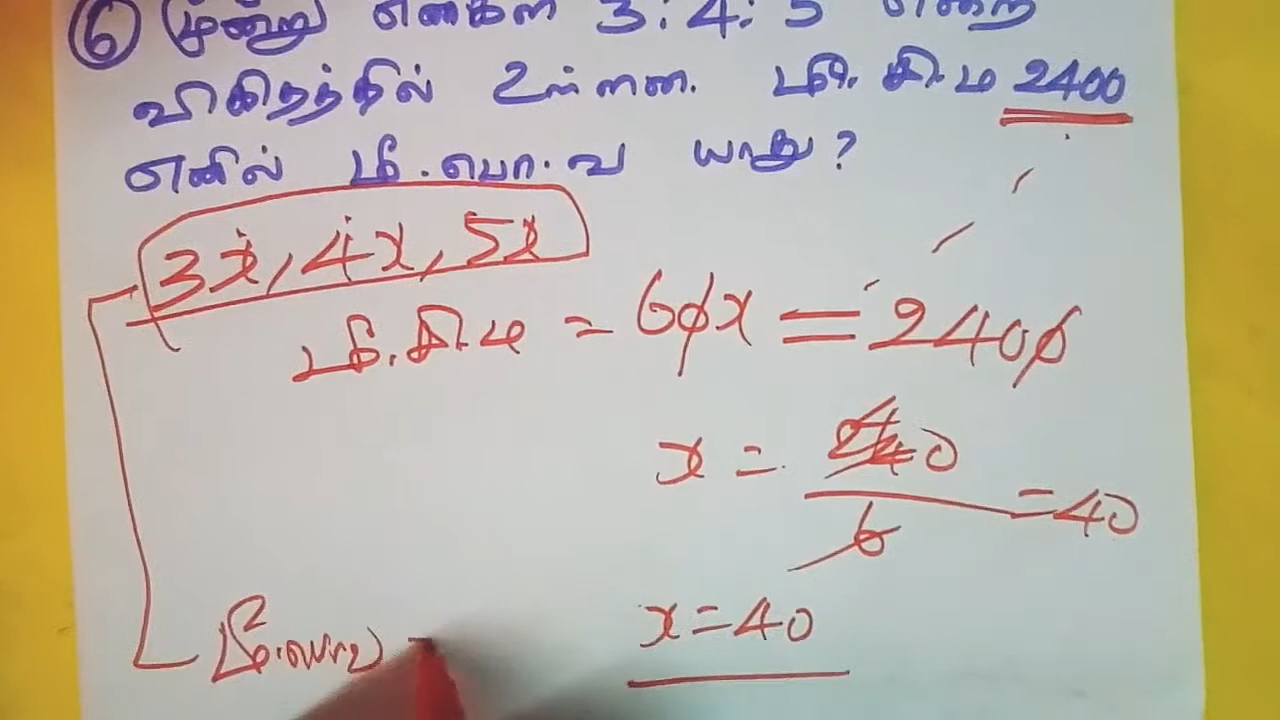 6 மூன்று எண்கள் 3:4:5 என்ற
விகிதத்தில் உள்ளன. மீ.சி.ம 2400
எனில் மீ.பொ.வ யாது?
3x, 4x, 5x
மீ.சி.ம = 60x = 2400
x = 240/6 = 40
x = 40
மீ.பொ.வ =